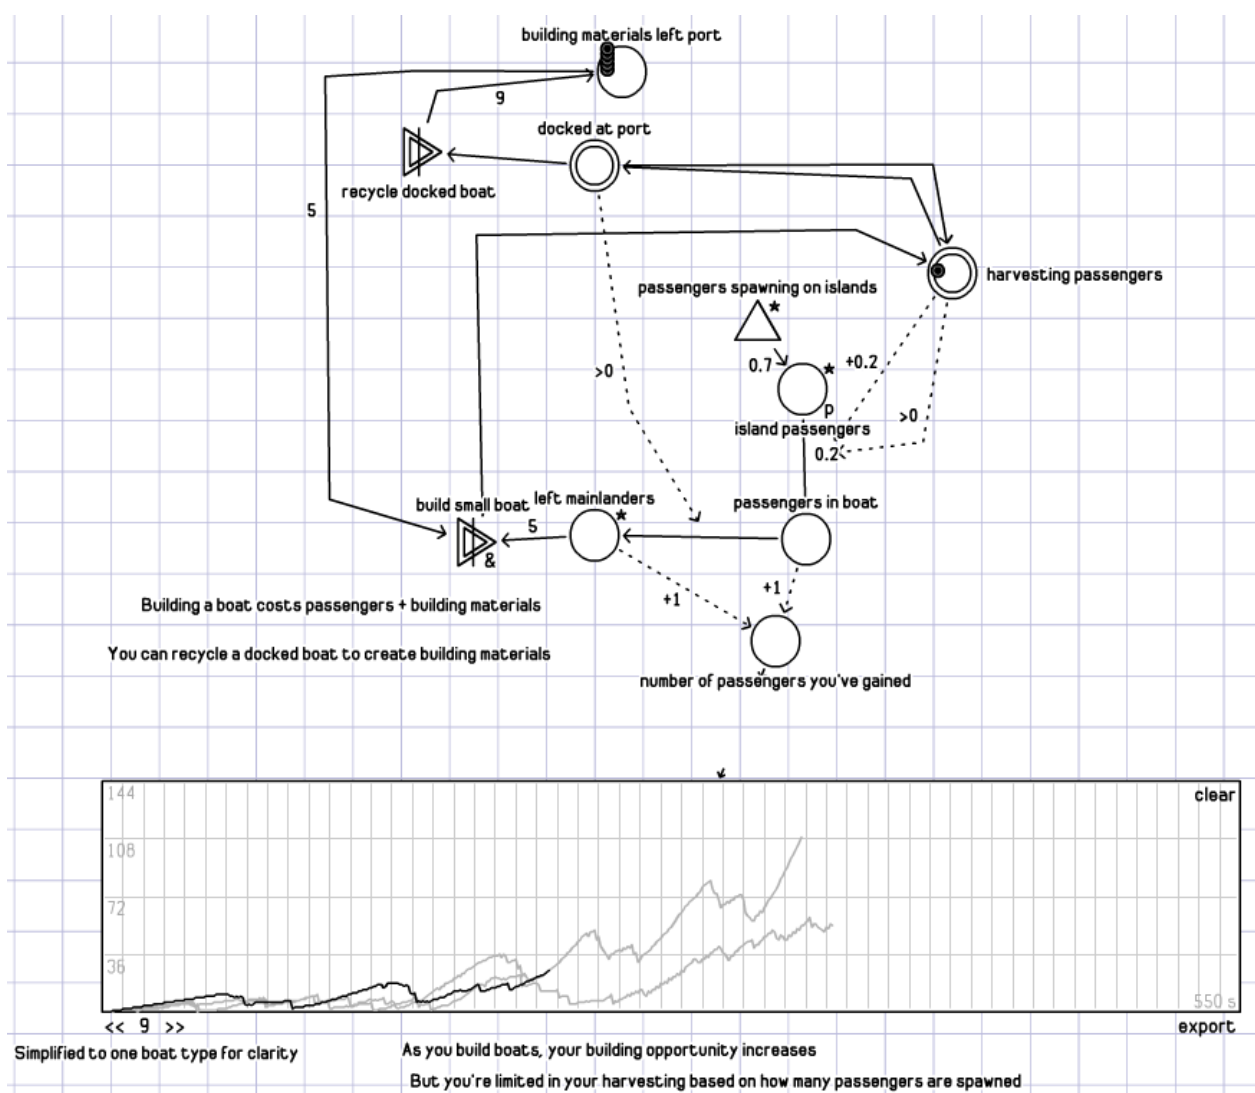 building materials left port
9
docked at port
recycle docked boat
5
harvesting passengers
passengers spawning on islands
*
0.7
*
+0.2
>0
p
>0
island passengers
0.2
build small boat
left mainlanders
*
passengers in boat
5
&
+1
+1
Building a boat costs passengers + building materials
You can recycle a docked boat to create building materials
number of passengers you've gained
144
clear
108
72
36
550 s
<< 9 >>
export
Simplified to one boat type for clarity
As you build boats, your building opportunity increases
But you're limited in your harvesting based on how many passengers are spawned